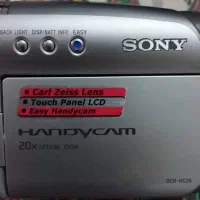 BACK LIGHT DISP/BATT INFO EASY
SONY
Carl Zeiss Lens
Touch Panel LCD
Easy Handycam
HANDYCAM
20x OPTICAL ZOOM